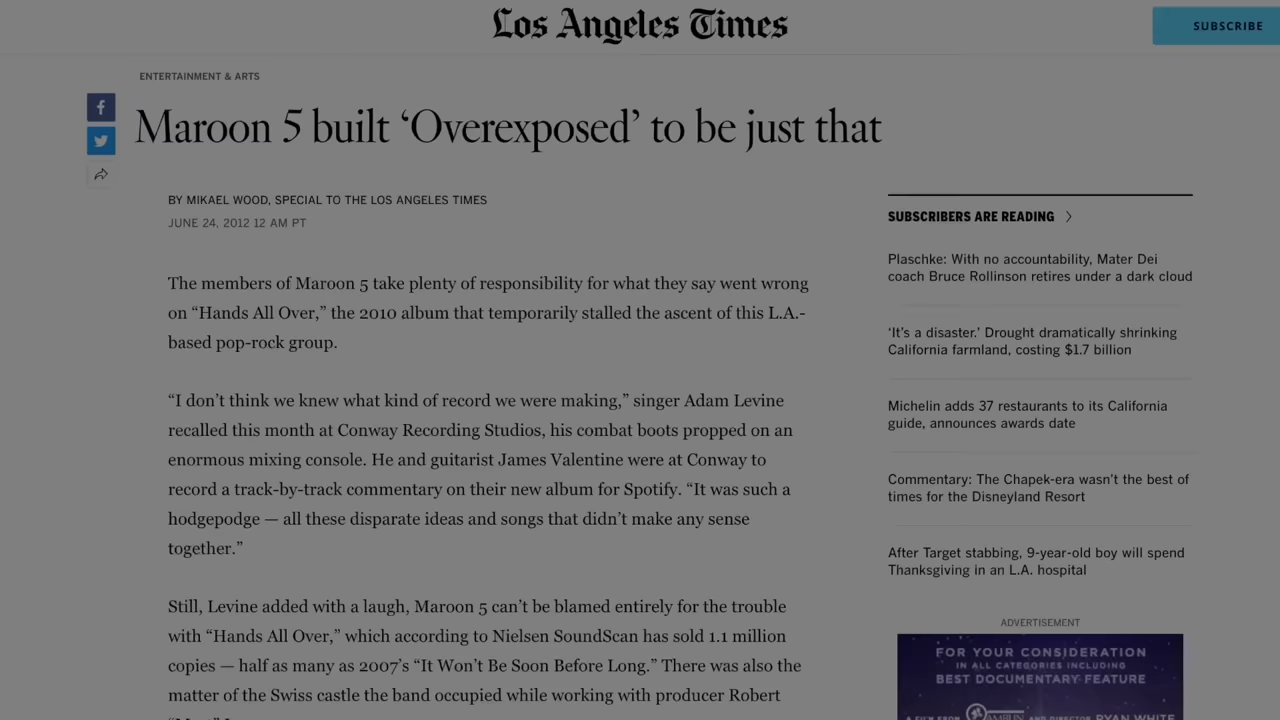 Los Angeles Times
SUBSCRIBE
ENTERTAINMENT & ARTS
Maroon 5 built ‘Overexposed’ to be just that
BY MIKAEL WOOD, SPECIAL TO THE LOS ANGELES TIMES
JUNE 24, 2012 12 AM PT
The members of Maroon 5 take plenty of responsibility for what they say went wrong
on “Hands All Over,” the 2010 album that temporarily stalled the ascent of this L.A.-
based pop-rock group.
“I don’t think we knew what kind of record we were making,” singer Adam Levine
recalled this month at Conway Recording Studios, his combat boots propped on an
enormous mixing console. He and guitarist James Valentine were at Conway to
record a track-by-track commentary on their new album for Spotify. “It was such a
hodgepodge — all these disparate ideas and songs that didn’t make any sense
together.”
Still, Levine added with a laugh, Maroon 5 can’t be blamed entirely for the trouble
with “Hands All Over,” which according to Nielsen SoundScan has sold 1.1 million
copies — half as many as 2007’s “It Won’t Be Soon Before Long.” There was also the
matter of the Swiss castle the band occupied while working with producer Robert
SUBSCRIBERS ARE READING
Plaschke: With no accountability, Mater Dei
coach Bruce Rollinson retires under a dark cloud
‘It’s a disaster.’ Drought dramatically shrinking
California farmland, costing $1.7 billion
Michelin adds 37 restaurants to its California
guide, announces awards date
Commentary: The Chapek-era wasn’t the best of
times for the Disneyland Resort
After Target stabbing, 9-year-old boy will spend
Thanksgiving in an L.A. hospital
ADVERTISEMENT
FOR YOUR CONSIDERATION
IN ALL CATEGORIES INCLUDING
BEST DOCUMENTARY FEATURE
A FILM FROM AMBLIN AND DIRECTOR RYAN WHITE